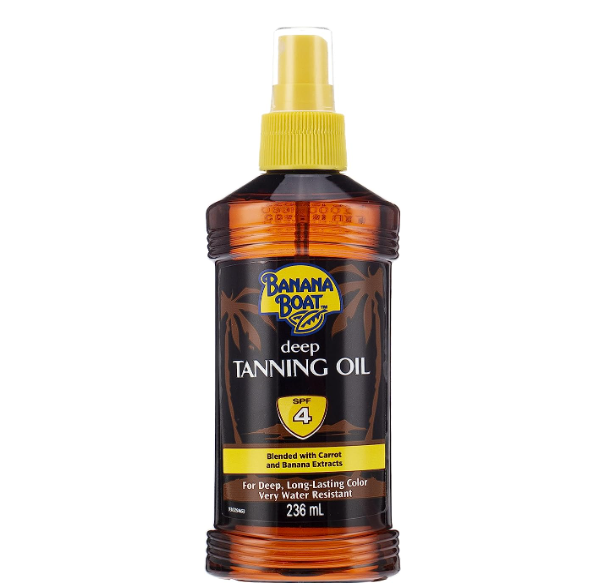 BANANA
BOAT™
deep
TANNING OIL
SPF
4
Blended with Carrot
and Banana Extracts
For Deep, Long-Lasting Color
Very Water Resistant
236 mL